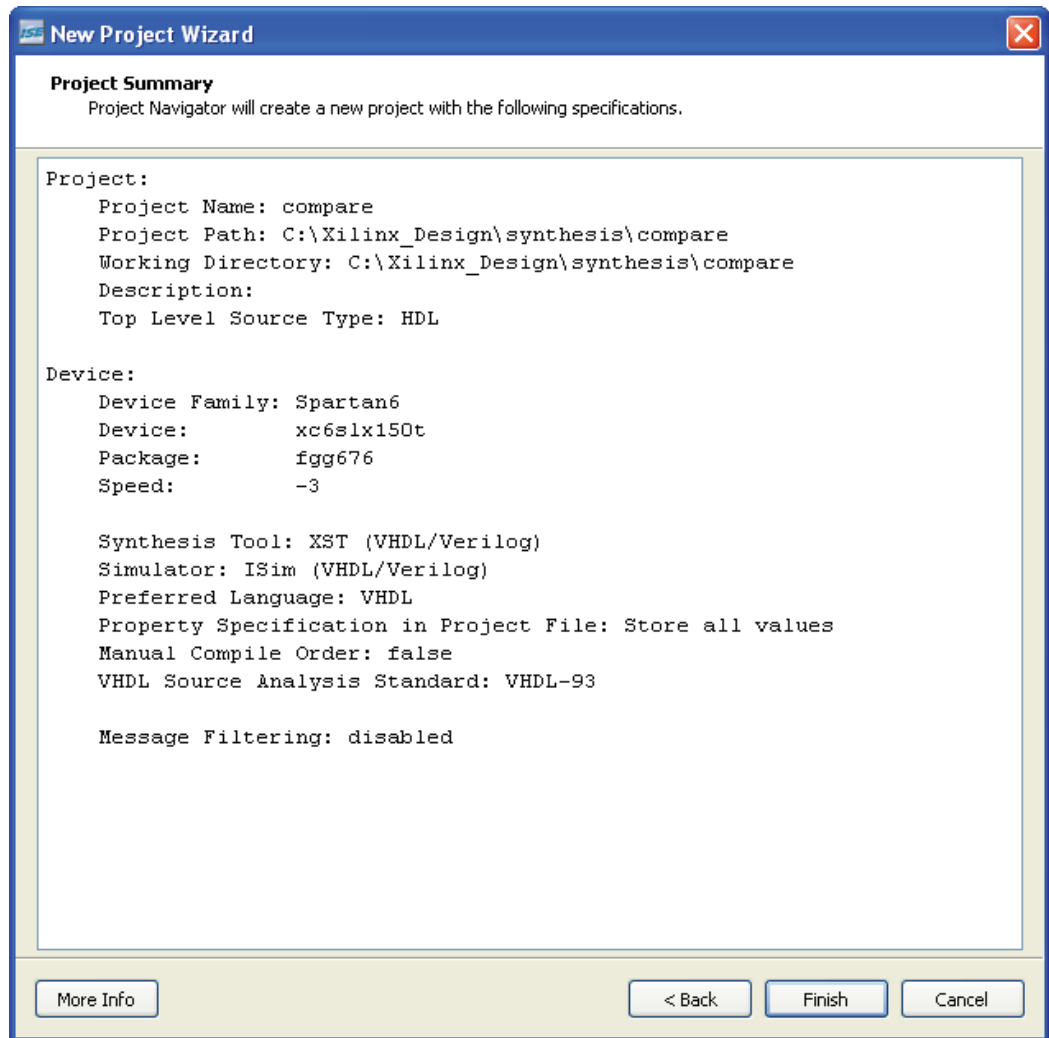 ISE New Project Wizard
Project Summary
Project Navigator will create a new project with the following specifications.
Project:
Project Name: compare
Project Path: C:\Xilinx_Design\synthesis\compare
Working Directory: C:\Xilinx_Design\synthesis\compare
Description:
Top Level Source Type: HDL
Device:
Device Family: Spartan6
Device: xc6slx150t
Package: fgg676
Speed: -3
Synthesis Tool: XST (VHDL/Verilog)
Simulator: ISim (VHDL/Verilog)
Preferred Language: VHDL
Property Specification in Project File: Store all values
Manual Compile Order: false
VHDL Source Analysis Standard: VHDL-93
Message Filtering: disabled
More Info < Back Finish Cancel